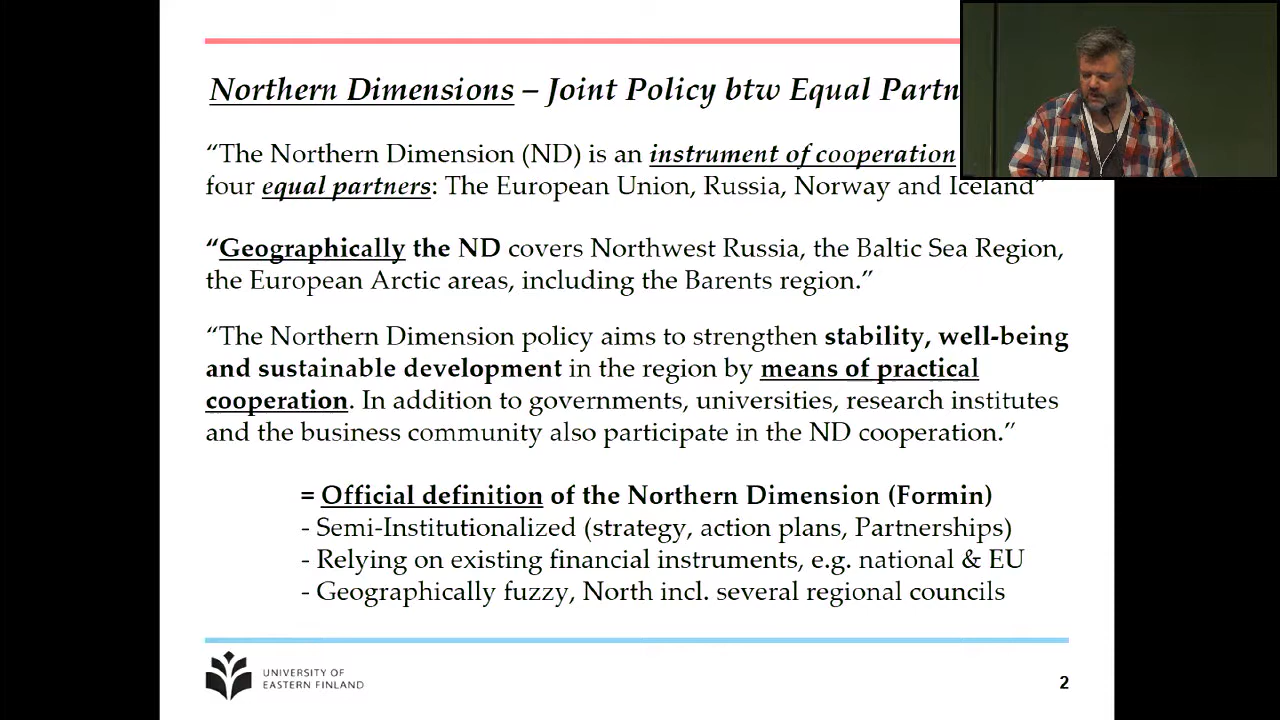 Northern Dimensions – Joint Policy btw Equal Partn
“The Northern Dimension (ND) is an instrument of cooperation
four equal partners: The European Union, Russia, Norway and Iceland”
“Geographically the ND covers Northwest Russia, the Baltic Sea Region,
the European Arctic areas, including the Barents region.”
“The Northern Dimension policy aims to strengthen stability, well-being
and sustainable development in the region by means of practical
cooperation. In addition to governments, universities, research institutes
and the business community also participate in the ND cooperation.”
= Official definition of the Northern Dimension (Formin)
- Semi-Institutionalized (strategy, action plans, Partnerships)
- Relying on existing financial instruments, e.g. national & EU
- Geographically fuzzy, North incl. several regional councils
UNIVERSITY OF
EASTERN FINLAND
2